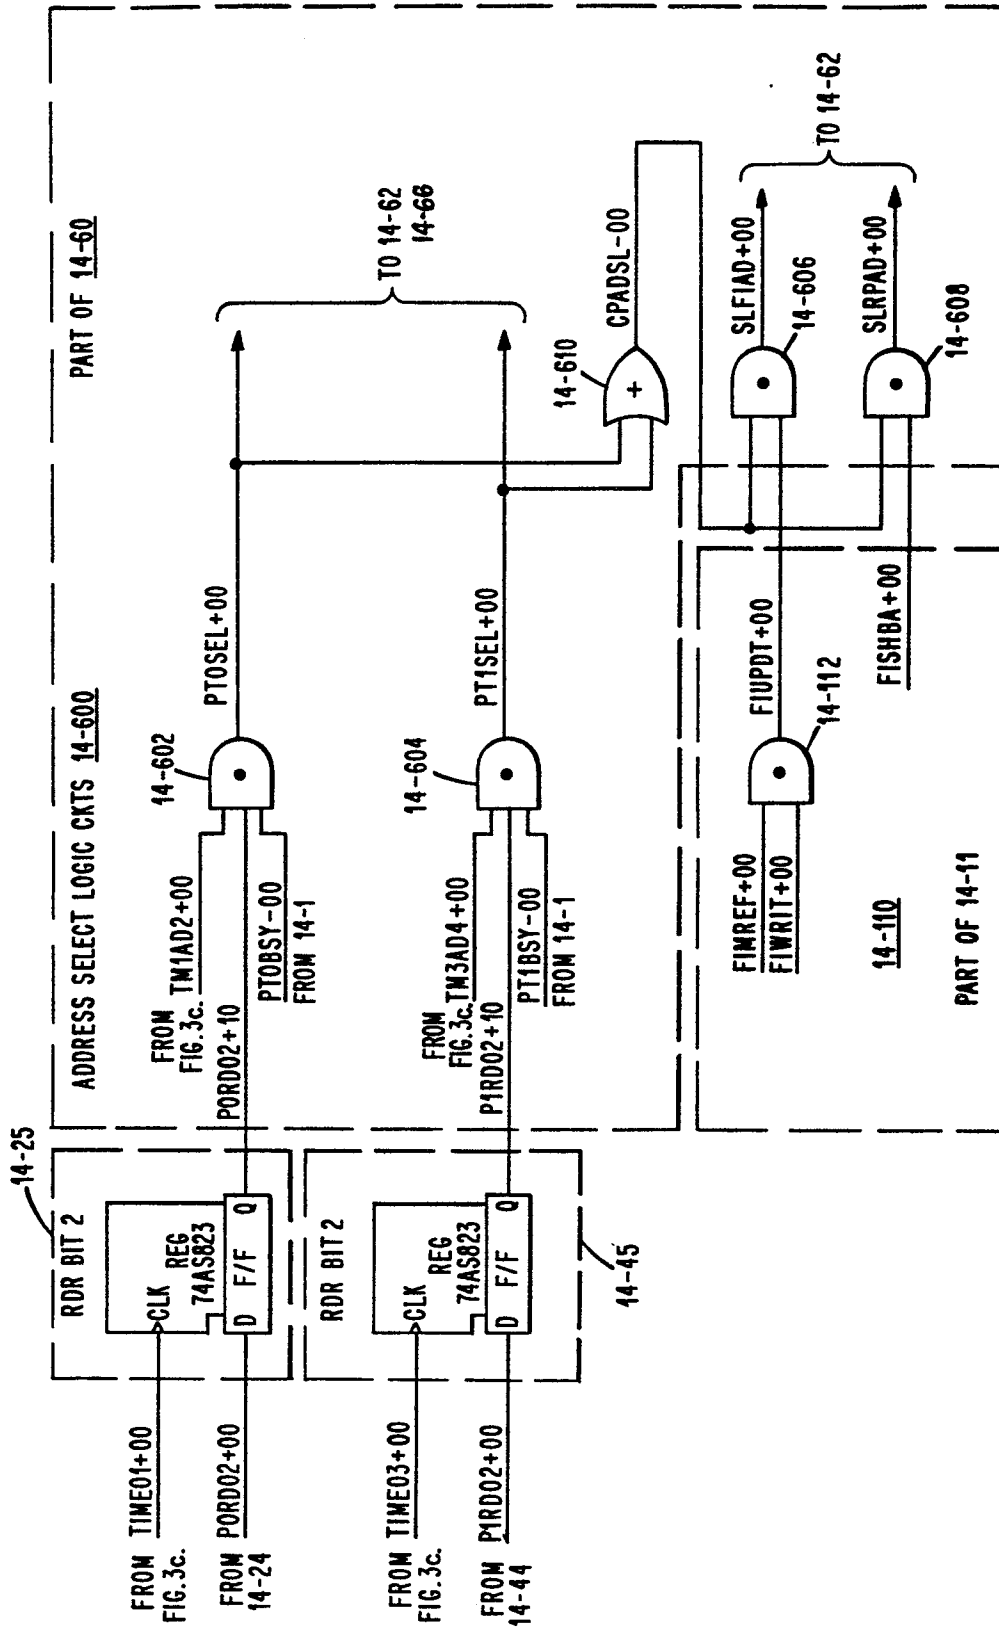 PART OF 14-60
ADDRESS SELECT LOGIC CKTS 14-600
14-25
RDR BIT 2
CLK
REG
74AS823
D F/F Q
FROM TIME01+00
FIG.3c.
FROM P0RD02+00
14-24
P0RD02+10
FROM
FIG.3c. TM1AD2+00
PT0BSY-00
FROM 14-1
14-602
PT0SEL+00
TO 14-62
14-66
RDR BIT 2
CLK
REG
74AS823
D F/F Q
14-45
FROM TIME03+00
FIG.3c.
FROM P1RD02+00
14-44
P1RD02+10
FROM
FIG.3c. TM3AD4+00
PT1BSY-00
FROM 14-1
14-604
PT1SEL+00
14-610
+
CPADSL-00
FIMREF+00
FIWRIT+00
14-112
FIUPDT+00
FISHBA+00
14-110
PART OF 14-11
SLFIAD+00
14-606
SLRPAD+00
14-608
TO 14-62